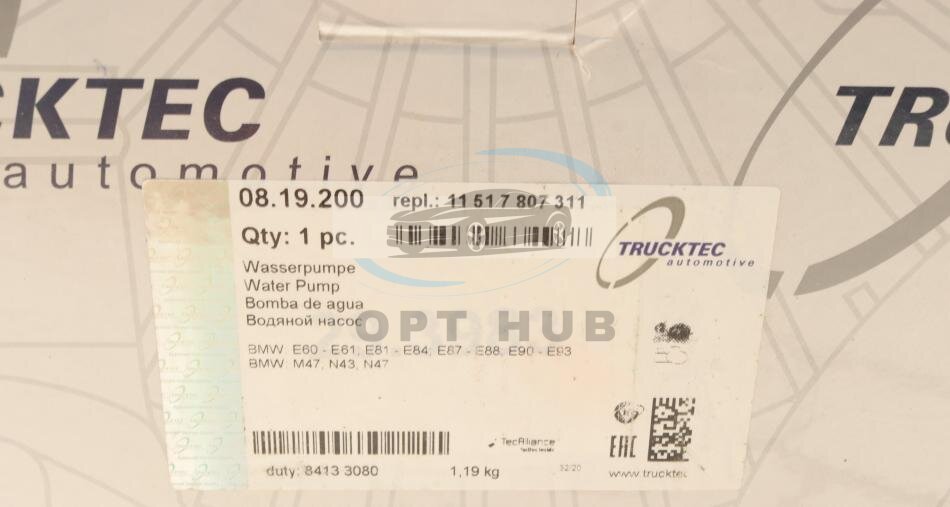 CKTEC
automotive
TR
08.19.200 repl.: 11 51 7 807 311
Qty: 1 pc.
TRUCKTEC
automotive
Wasserpumpe
Water Pump
Bomba de agua
Водяной насос
OPT HUB
BMW: E60 - E61; E81 - E84; E87 - E88; E90 - E93
BMW: M47, N43, N47
TecAlliance
EAC
duty: 8413 3080 1,19 kg 32/20 www.trucktec